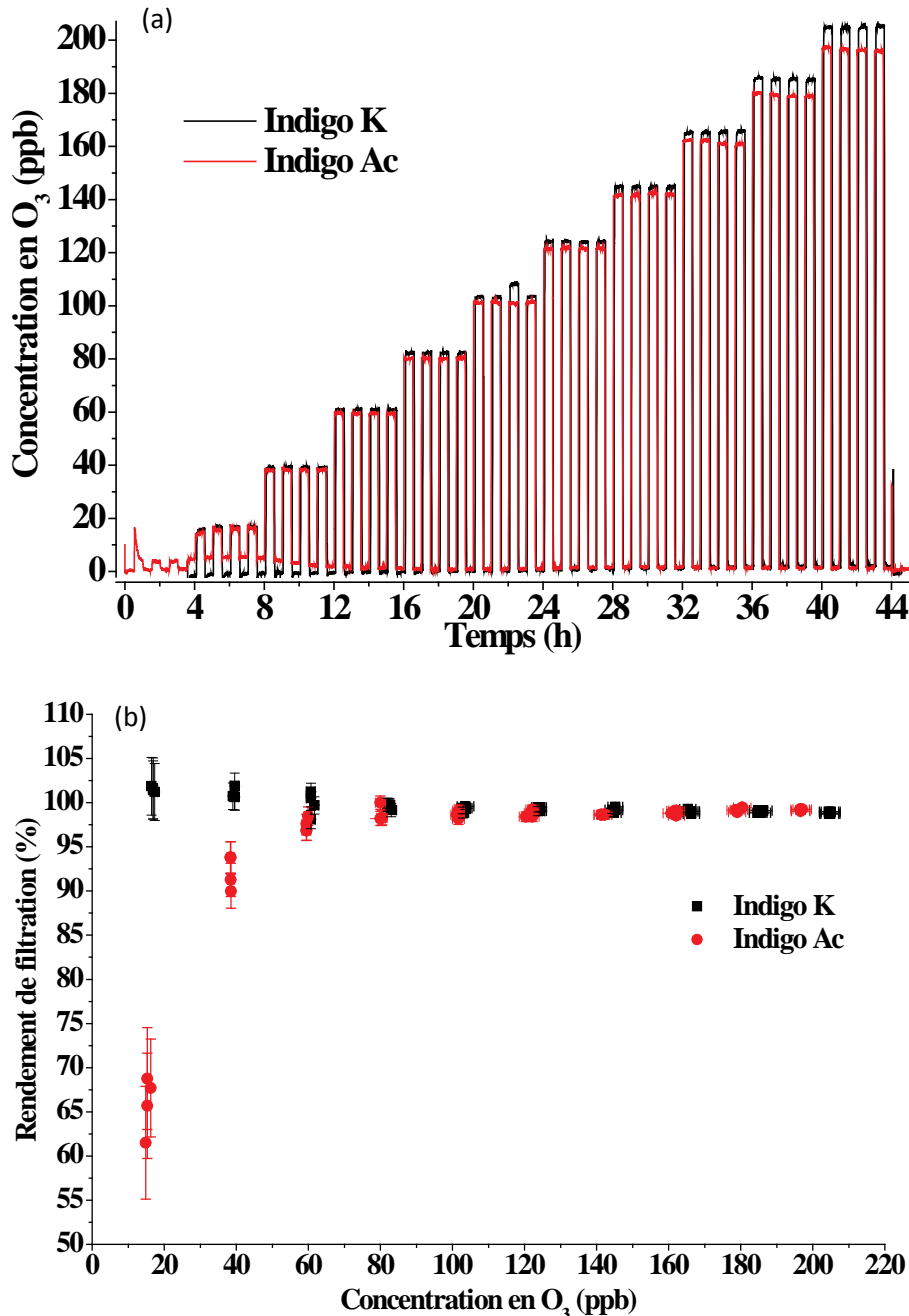 (a)
Concentration en O3 (ppb)
200
180
160
140
120
100
80
60
40
20
0
Indigo K
Indigo Ac
0 4 8 12 16 20 24 28 32 36 40 44
Temps (h)
(b)
Rendement de filtration (%)
110
105
100
95
90
85
80
75
70
65
60
55
50
Indigo K
Indigo Ac
0 20 40 60 80 100 120 140 160 180 200 220
Concentration en O3 (ppb)